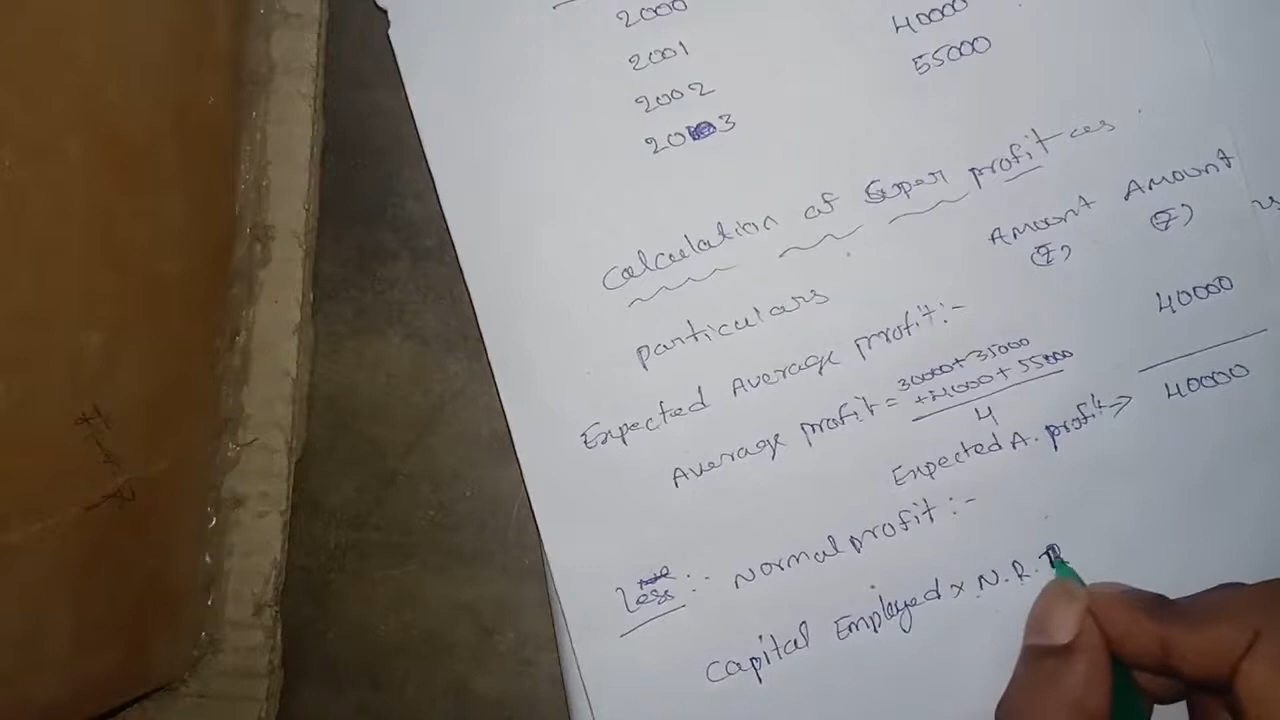 2000 40000
2001 55000
2002
2003
Calculation of Super profit
Amount Amount
(₹) (₹)
particulars
Expected Average profit:- 40000
Average profit = 30000+35000
+4000+55000
4
Expected A. profit→ 40000
Less:- Normal profit:-
Capital Employed x N.R.R